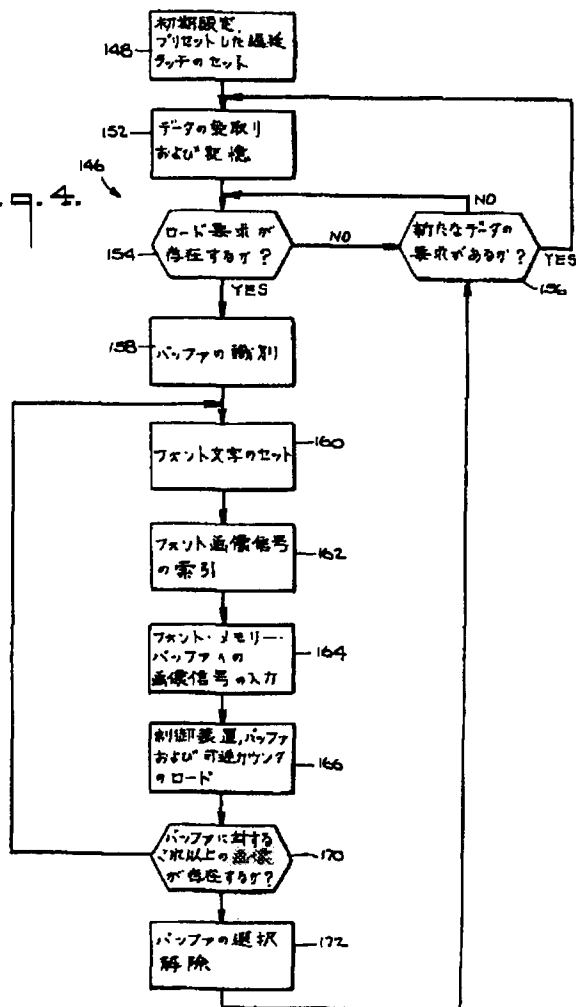 初期設定,
プリセットした遅延
ラッチのセット
148
データの受取り
および記憶
152
146
g. 4.
ロード要求が
存在するか?
154
NO
新たなデータの
要求があるか?
156
NO
YES
YES
バッファの識別
158
フォント文字のセット
160
フォント画像信号
の索引
162
フォント・メモリー・
バッファへの
画像信号の入力
164
制御装置,バッファ
および可逆カウンタ
のロード
166
バッファに対する
これ以上の画像
が存在するか?
170
バッファの選択
解除
172